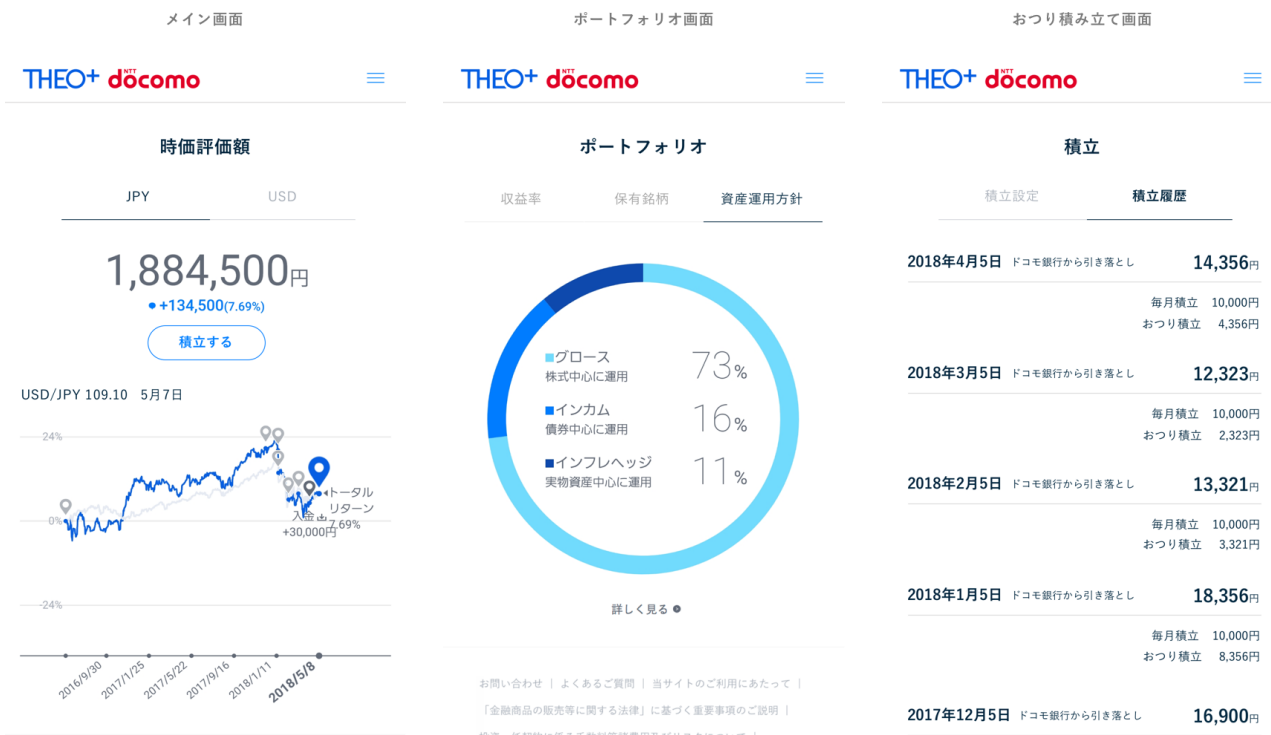 メイン画面
THEO+ NTT döcomo
時価評価額
JPY USD
1,884,500円
+134,500(7.69%)
積立する
USD/JPY 109.10 5月7日
24%
0%
-24%
トータル
リターン
7.69%
入金
+30,000円
2016/9/30 2017/1/25 2017/5/22 2017/9/16 2018/1/11 2018/5/8
ポートフォリオ画面
THEO+ NTT döcomo
ポートフォリオ
収益率 保有銘柄 資産運用方針
グロース 73%
株式中心に運用
インカム 16%
債券中心に運用
インフレヘッジ 11%
実物資産中心に運用
詳しく見る
お問い合わせ | よくあるご質問 | 当サイトのご利用にあたって |
「金融商品の販売等に関する法律」に基づく重要事項のご説明 |
おつり積み立て画面
THEO+ NTT döcomo
積立
積立設定 積立履歴
2018年4月5日 ドコモ銀行から引き落とし 14,356円
毎月積立 10,000円
おつり積立 4,356円
2018年3月5日 ドコモ銀行から引き落とし 12,323円
毎月積立 10,000円
おつり積立 2,323円
2018年2月5日 ドコモ銀行から引き落とし 13,321円
毎月積立 10,000円
おつり積立 3,321円
2018年1月5日 ドコモ銀行から引き落とし 18,356円
毎月積立 10,000円
おつり積立 8,356円
2017年12月5日 ドコモ銀行から引き落とし 16,900円